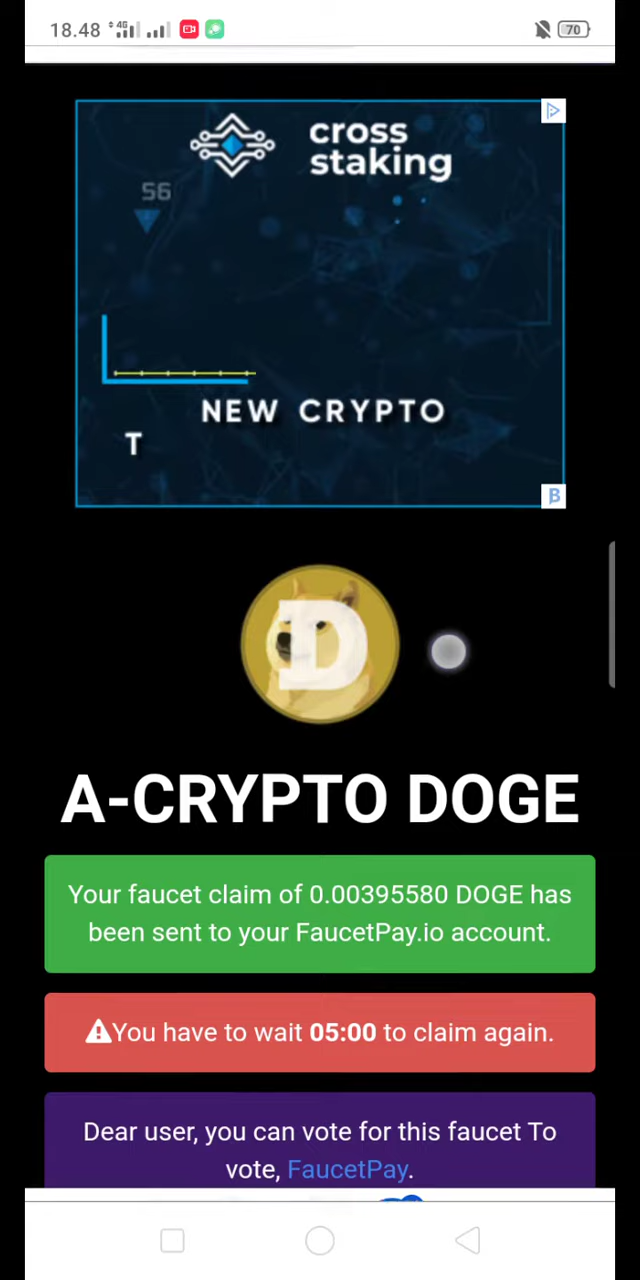 18.48 4G 70
cross
staking
56
NEW CRYPTO
T
D
A-CRYPTO DOGE
Your faucet claim of 0.00395580 DOGE has
been sent to your FaucetPay.io account.
You have to wait 05:00 to claim again.
Dear user, you can vote for this faucet To
vote, FaucetPay.